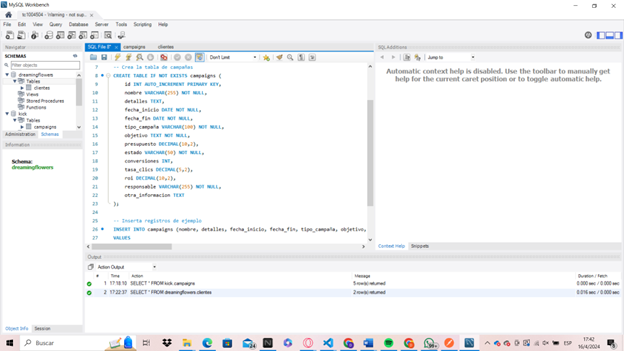 MySQL Workbench
tc1004504 - Warning - not sup...
File Edit View Query Database Server Tools Scripting Help
Navigator
SCHEMAS
Filter objects
dreamingflowers
Tables
clientes
Views
Stored Procedures
Functions
kick
Tables
campaigns
Administration Schemas
Information
Schema:
dreamingflowers
Object Info Session
SQL File 8* campaigns clientes
Don't Limit
7 -- Crea la tabla de campañas
8 CREATE TABLE IF NOT EXISTS campaigns (
9 id INT AUTO_INCREMENT PRIMARY KEY,
10 nombre VARCHAR(255) NOT NULL,
11 detalles TEXT,
12 fecha_inicio DATE NOT NULL,
13 fecha_fin DATE NOT NULL,
14 tipo_campaña VARCHAR(100) NOT NULL,
15 objetivo TEXT NOT NULL,
16 presupuesto DECIMAL(10,2),
17 estado VARCHAR(50) NOT NULL,
18 conversiones INT,
19 tasa_clics DECIMAL(5,2),
20 roi DECIMAL(10,2),
21 responsable VARCHAR(255) NOT NULL,
22 otra_informacion TEXT
23 );
24
25 -- Inserta registros de ejemplo
26 INSERT INTO campaigns (nombre, detalles, fecha_inicio, fecha_fin, tipo_campaña, objetivo,
27 VALUES
SQLAdditions
Jump to
Automatic context help is disabled. Use the toolbar to manually get
help for the current caret position or to toggle automatic help.
Context Help Snippets
Output
Action Output
# Time Action Message Duration / Fetch
1 17:18:10 SELECT * FROM kick.campaigns 5 row(s) returned 0.000 sec / 0.000 sec
2 17:22:37 SELECT * FROM dreamingflowers.clientes 2 row(s) returned 0.016 sec / 0.000 sec
Buscar
ESP
17:42
16/4/2024